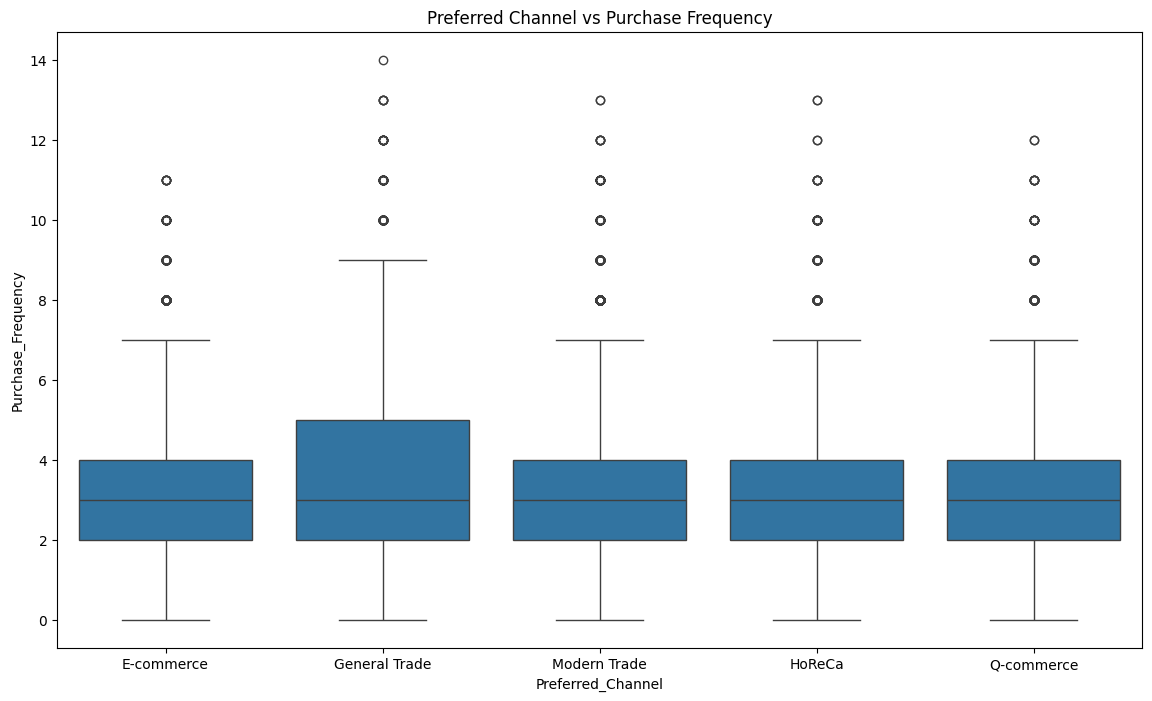 Preferred Channel vs Purchase Frequency
Purchase_Frequency
14
12
10
8
6
4
2
0
E-commerce
General Trade
Modern Trade
HoReCa
Q-commerce
Preferred_Channel